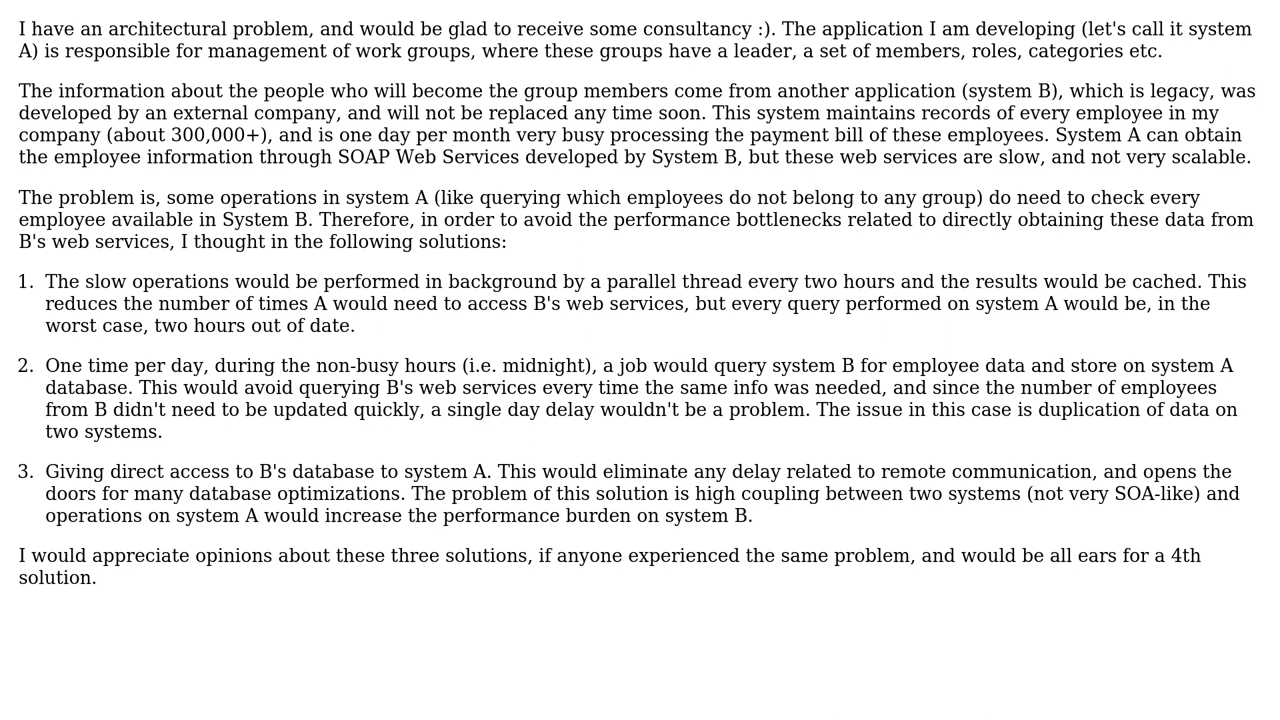 I have an architectural problem, and would be glad to receive some consultancy :). The application I am developing (let's call it system
A) is responsible for management of work groups, where these groups have a leader, a set of members, roles, categories etc.
The information about the people who will become the group members come from another application (system B), which is legacy, was
developed by an external company, and will not be replaced any time soon. This system maintains records of every employee in my
company (about 300,000+), and is one day per month very busy processing the payment bill of these employees. System A can obtain
the employee information through SOAP Web Services developed by System B, but these web services are slow, and not very scalable.
The problem is, some operations in system A (like querying which employees do not belong to any group) do need to check every
employee available in System B. Therefore, in order to avoid the performance bottlenecks related to directly obtaining these data from
B's web services, I thought in the following solutions:
1. The slow operations would be performed in background by a parallel thread every two hours and the results would be cached. This
reduces the number of times A would need to access B's web services, but every query performed on system A would be, in the
worst case, two hours out of date.
2. One time per day, during the non-busy hours (i.e. midnight), a job would query system B for employee data and store on system A
database. This would avoid querying B's web services every time the same info was needed, and since the number of employees
from B didn't need to be updated quickly, a single day delay wouldn't be a problem. The issue in this case is duplication of data on
two systems.
3. Giving direct access to B's database to system A. This would eliminate any delay related to remote communication, and opens the
doors for many database optimizations. The problem of this solution is high coupling between two systems (not very SOA-like) and
operations on system A would increase the performance burden on system B.
I would appreciate opinions about these three solutions, if anyone experienced the same problem, and would be all ears for a 4th
solution.